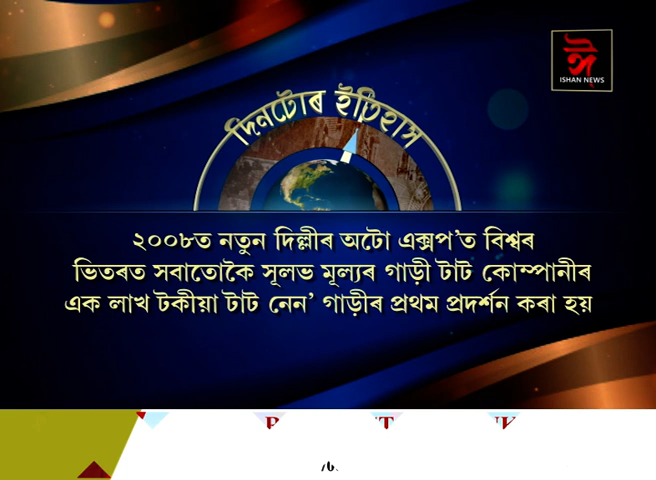 ঈ
ISHAN NEWS
দিনটোৰ ইতিহাস
২০০৮ত নতুন দিল্লীৰ অটো এক্সপ'ত বিশ্বৰ
ভিতৰত সবাতোকৈ সূলভ মূল্যৰ গাড়ী টাট কোম্পানীৰ
এক লাখ টকীয়া টাট নেন' গাড়ীৰ প্ৰথম প্ৰদৰ্শন কৰা হয়